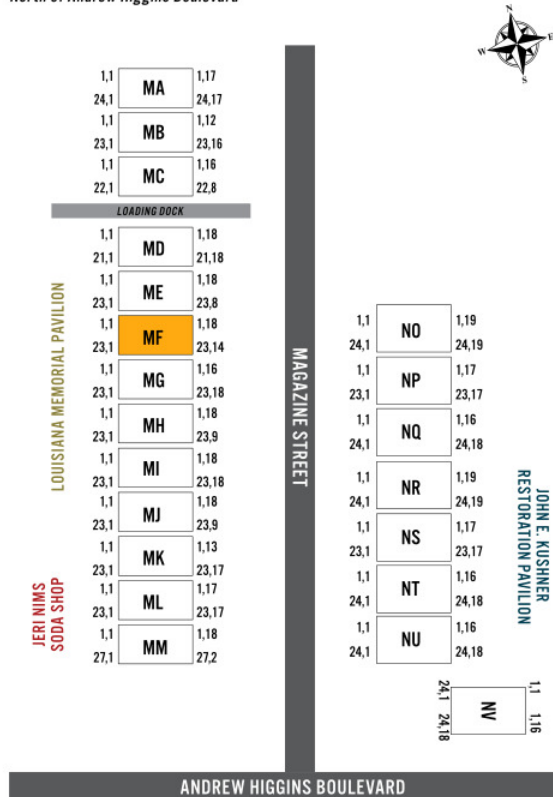 North of Andrew Higgins Boulevard
N
W E
S
1,1 MA 1,17
24,1 24,17
1,1 MB 1,12
23,1 23,16
1,1 MC 1,16
22,1 22,8
LOADING DOCK
1,1 MD 1,18
21,1 21,18
1,1 ME 1,18
23,1 23,8
1,1 MF 1,18
23,1 23,14
1,1 MG 1,16
23,1 23,18
1,1 MH 1,18
23,1 23,9
1,1 MI 1,18
23,1 23,18
1,1 MJ 1,18
23,1 23,9
1,1 MK 1,13
23,1 23,17
1,1 ML 1,17
23,1 23,17
1,1 MM 1,18
27,1 27,2
LOUISIANA MEMORIAL PAVILION
JERI NIMS
SODA SHOP
MAGAZINE STREET
1,1 NO 1,19
24,1 24,19
1,1 NP 1,17
23,1 23,17
1,1 NQ 1,16
24,1 24,18
1,1 NR 1,19
24,1 24,19
1,1 NS 1,17
23,1 23,17
1,1 NT 1,16
24,1 24,18
1,1 NU 1,16
24,1 24,18
JOHN E. KUSHNER
RESTORATION PAVILION
1,1 1,16
NV
24,1 24,18
ANDREW HIGGINS BOULEVARD